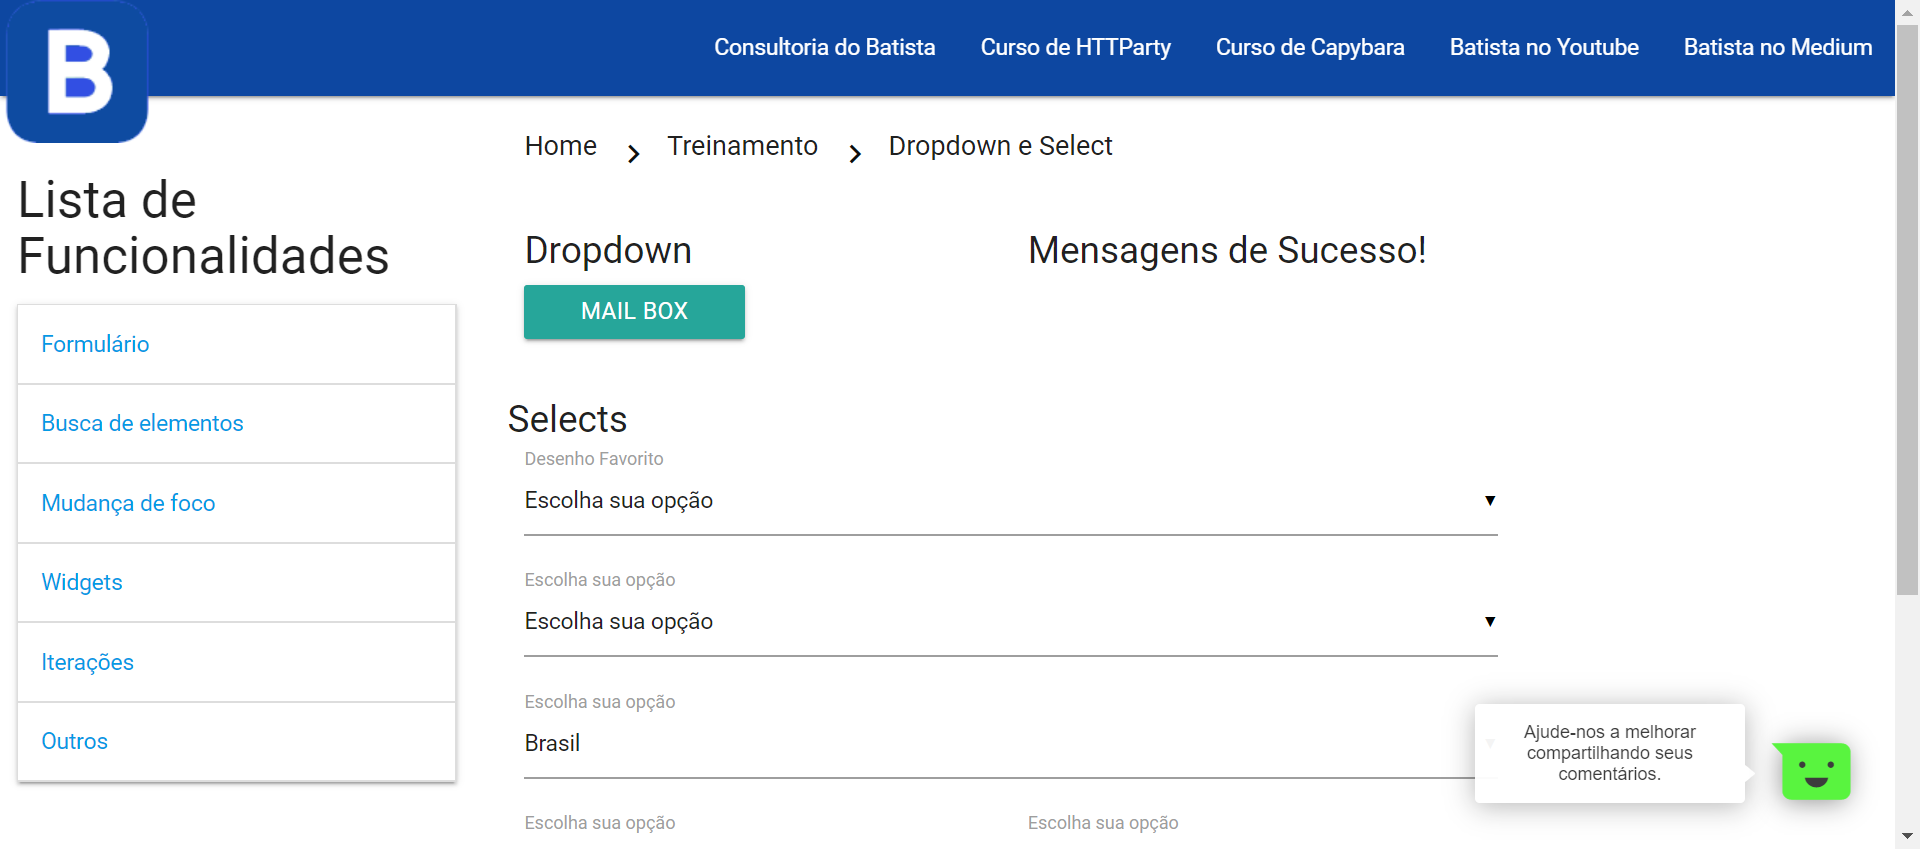 B
Consultoria do Batista
Curso de HTTParty
Curso de Capybara
Batista no Youtube
Batista no Medium
Home
Treinamento
Dropdown e Select
Lista de
Funcionalidades
Formulário
Busca de elementos
Mudança de foco
Widgets
Iterações
Outros
Dropdown
MAIL BOX
Mensagens de Sucesso!
Selects
Desenho Favorito
Escolha sua opção
Escolha sua opção
Escolha sua opção
Escolha sua opção
Brasil
Escolha sua opção
Escolha sua opção
Ajude-nos a melhorar
compartilhando seus
comentários.